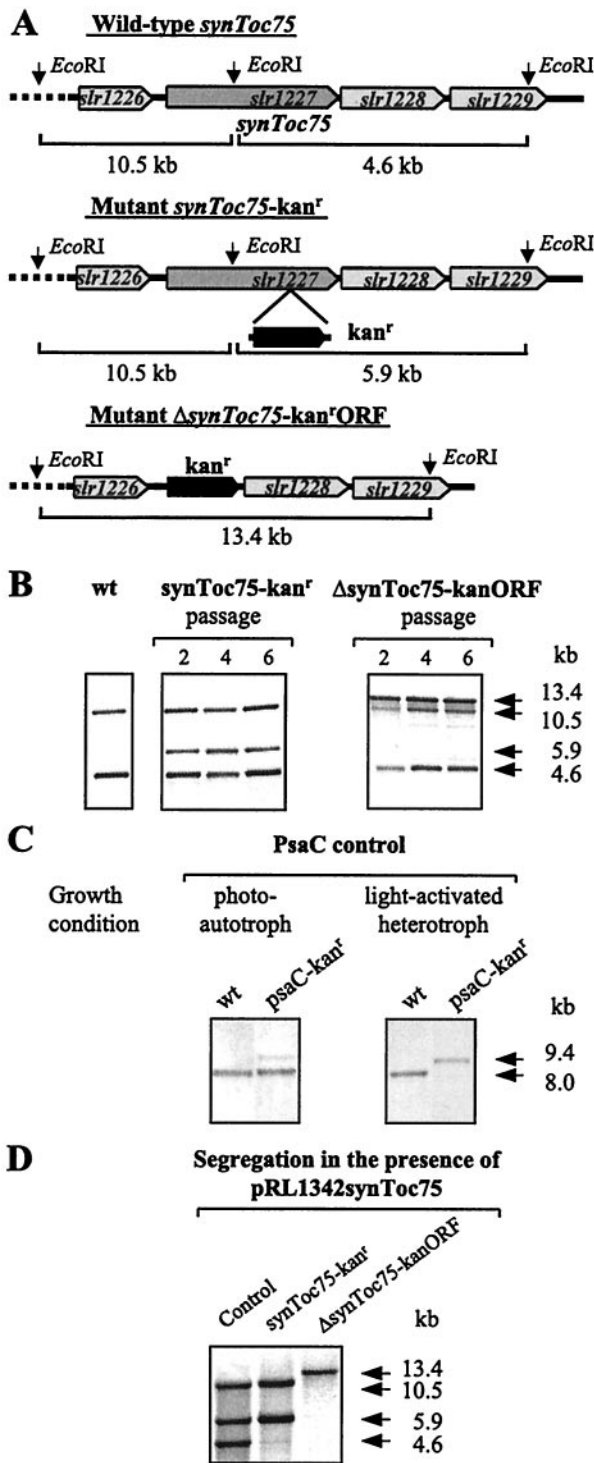 A
Wild-type synToc75
EcoRI EcoRI EcoRI
slr1226 slr1227 slr1228 slr1229
synToc75
10.5 kb 4.6 kb
Mutant synToc75-kanʳ
EcoRI EcoRI EcoRI
slr1226 slr1227 slr1228 slr1229
kanʳ
10.5 kb 5.9 kb
Mutant ΔsynToc75-kanʳORF
EcoRI EcoRI
kanʳ
slr1226 slr1228 slr1229
13.4 kb
B
wt synToc75-kanʳ ΔsynToc75-kanORF
passage passage
2 4 6 2 4 6 kb
13.4
10.5
5.9
4.6
C
PsaC control
Growth condition
photo-autotroph
light-activated heterotroph
wt psaC-kanʳ wt psaC-kanʳ
kb
9.4
8.0
D
Segregation in the presence of
pRL1342synToc75
Control synToc75-kanʳ ΔsynToc75-kanORF
kb
13.4
10.5
5.9
4.6